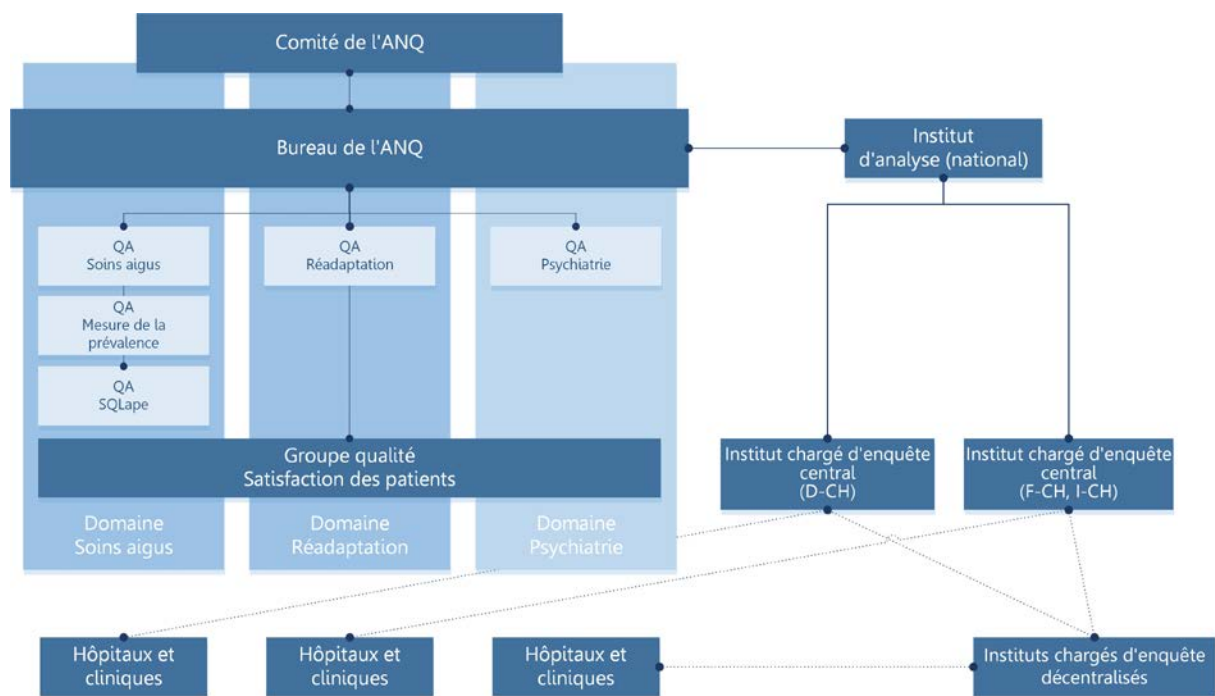 Comité de l'ANQ
Bureau de l'ANQ
Institut
d'analyse (national)
QA
Soins aigus
QA
Réadaptation
QA
Psychiatrie
QA
Mesure de la
prévalence
QA
SQLape
Groupe qualité
Satisfaction des patients
Institut chargé d'enquête
central
(D-CH)
Institut chargé d'enquête
central
(F-CH, I-CH)
Domaine
Soins aigus
Domaine
Réadaptation
Domaine
Psychiatrie
Hôpitaux et
cliniques
Hôpitaux et
cliniques
Hôpitaux et
cliniques
Instituts chargés d'enquête
décentralisés